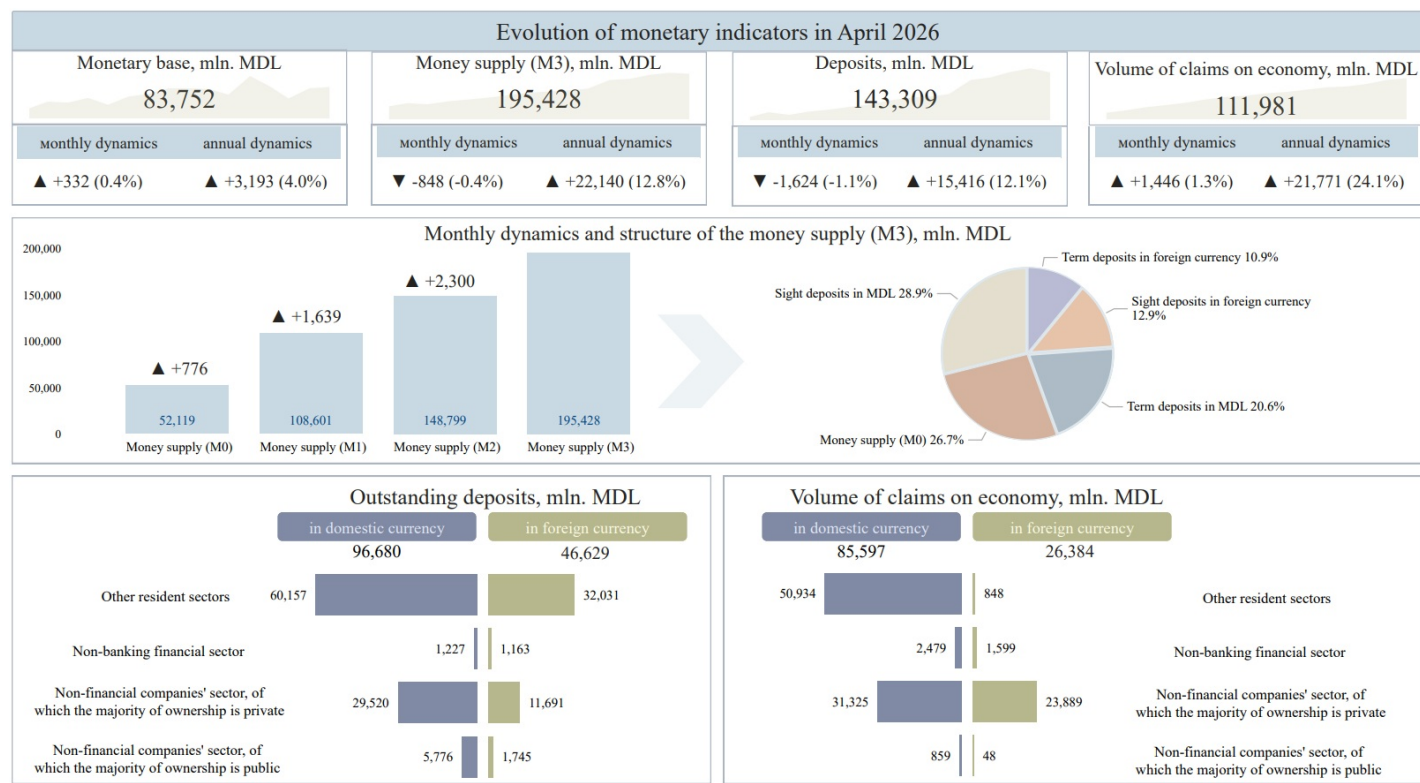 Evolution of monetary indicators in April 2026
Monetary base, mln. MDL
83,752
monthly dynamics
annual dynamics
▲ +332 (0.4%)
▲ +3,193 (4.0%)
Money supply (M3), mln. MDL
195,428
monthly dynamics
annual dynamics
▼ -848 (-0.4%)
▲ +22,140 (12.8%)
Deposits, mln. MDL
143,309
monthly dynamics
annual dynamics
▼ -1,624 (-1.1%)
▲ +15,416 (12.1%)
Volume of claims on economy, mln. MDL
111,981
monthly dynamics
annual dynamics
▲ +1,446 (1.3%)
▲ +21,771 (24.1%)
Monthly dynamics and structure of the money supply (M3), mln. MDL
200,000
150,000
100,000
50,000
0
▲ +776
▲ +1,639
▲ +2,300
52,119
108,601
148,799
195,428
Money supply (M0)
Money supply (M1)
Money supply (M2)
Money supply (M3)
Term deposits in foreign currency 10.9%
Sight deposits in foreign currency
12.9%
Term deposits in MDL 20.6%
Money supply (M0) 26.7%
Sight deposits in MDL 28.9%
Outstanding deposits, mln. MDL
in domestic currency
in foreign currency
96,680
46,629
Other resident sectors
60,157
32,031
Non-banking financial sector
1,227
1,163
Non-financial companies' sector, of
which the majority of ownership is private
29,520
11,691
Non-financial companies' sector, of
which the majority of ownership is public
5,776
1,745
Volume of claims on economy, mln. MDL
in domestic currency
in foreign currency
85,597
26,384
50,934
848
Other resident sectors
2,479
1,599
Non-banking financial sector
31,325
23,889
Non-financial companies' sector, of
which the majority of ownership is private
859
48
Non-financial companies' sector, of
which the majority of ownership is public